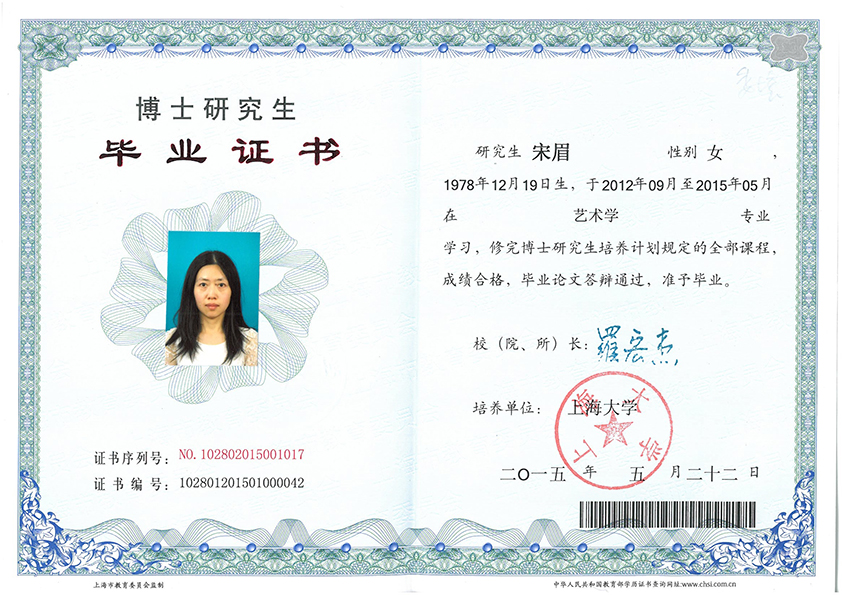 博士研究生
毕业证书
证书序列号：NO.102802015001017
证书编号：102801201501000042
上海市教育委员会监制
研究生 宋眉 性别 女 ，
1978年12月19日生，于2012年09月至2015年05月
在 艺术学 专业
学习，修完博士研究生培养计划规定的全部课程，
成绩合格，毕业论文答辩通过，准予毕业。
校（院、所）长：羅宏杰
培养单位： 上海大学
上海大学
二〇一五 年 五 月二十二 日
中华人民共和国教育部学历证书查询网址:www.chsi.com.cn